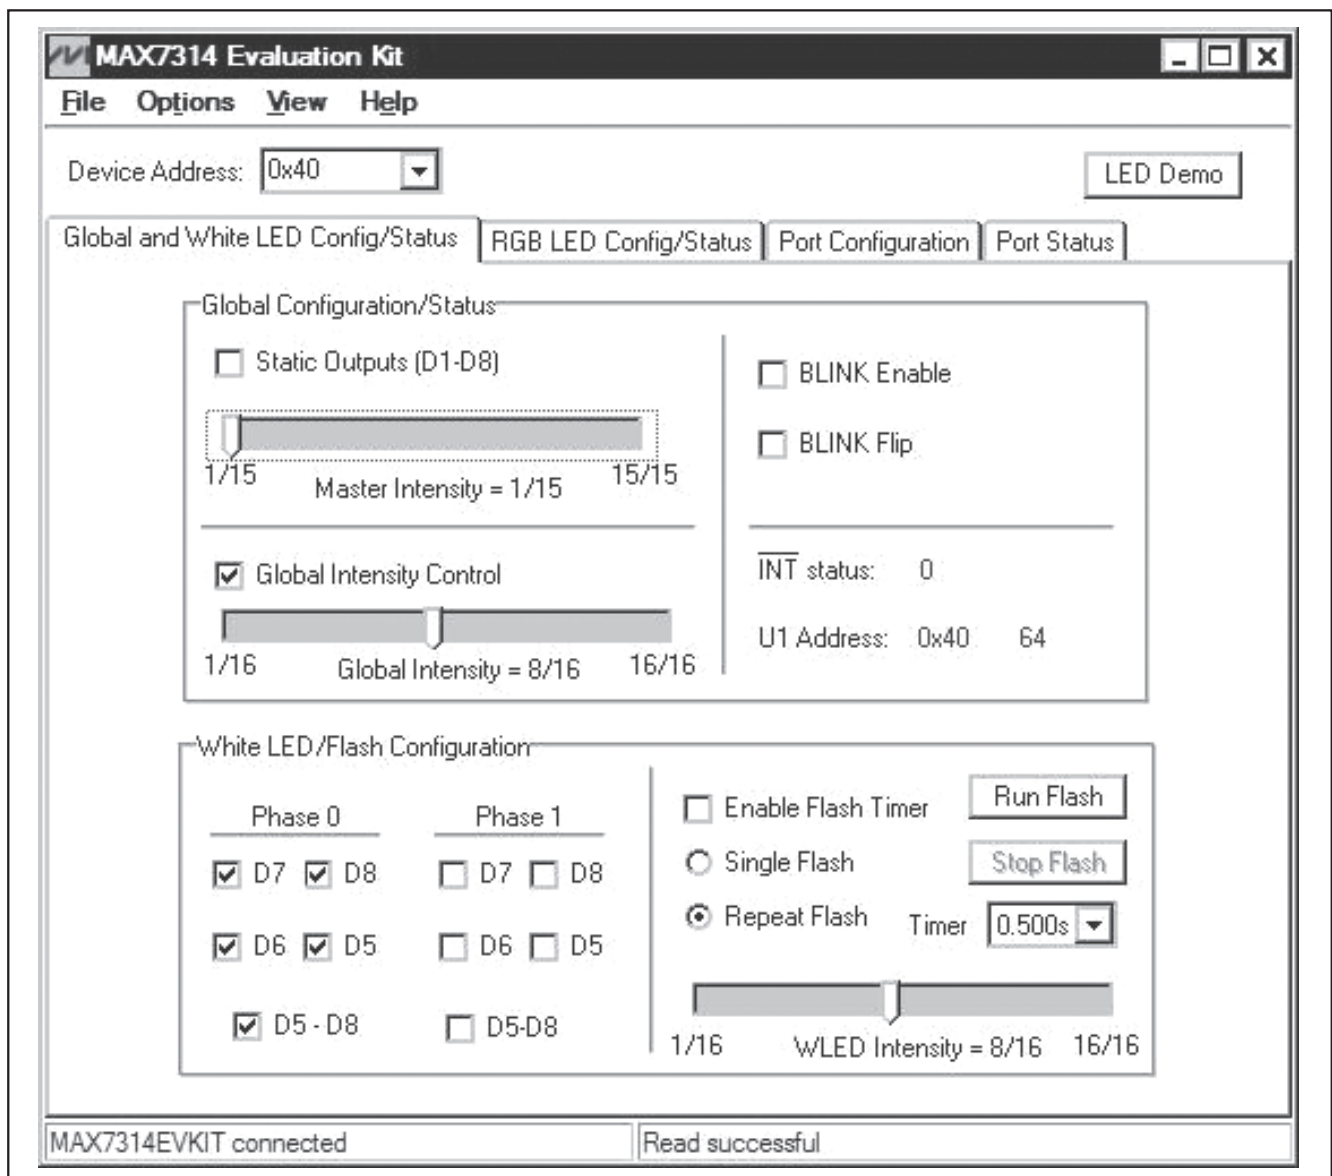 MAX7314 Evaluation Kit
File Options View Help
Device Address: 0x40
LED Demo
Global and White LED Config/Status RGB LED Config/Status Port Configuration Port Status
Global Configuration/Status
Static Outputs (D1-D8)
1/15 15/15
Master Intensity = 1/15
Global Intensity Control
1/16 16/16
Global Intensity = 8/16
BLINK Enable
BLINK Flip
INT status: 0
U1 Address: 0x40 64
White LED/Flash Configuration
Phase 0 Phase 1
D7 D8 D7 D8
D6 D5 D6 D5
D5 - D8 D5-D8
Enable Flash Timer Run Flash
Single Flash Stop Flash
Repeat Flash Timer 0.500s
1/16 WLED Intensity = 8/16 16/16
MAX7314EVKIT connected Read successful